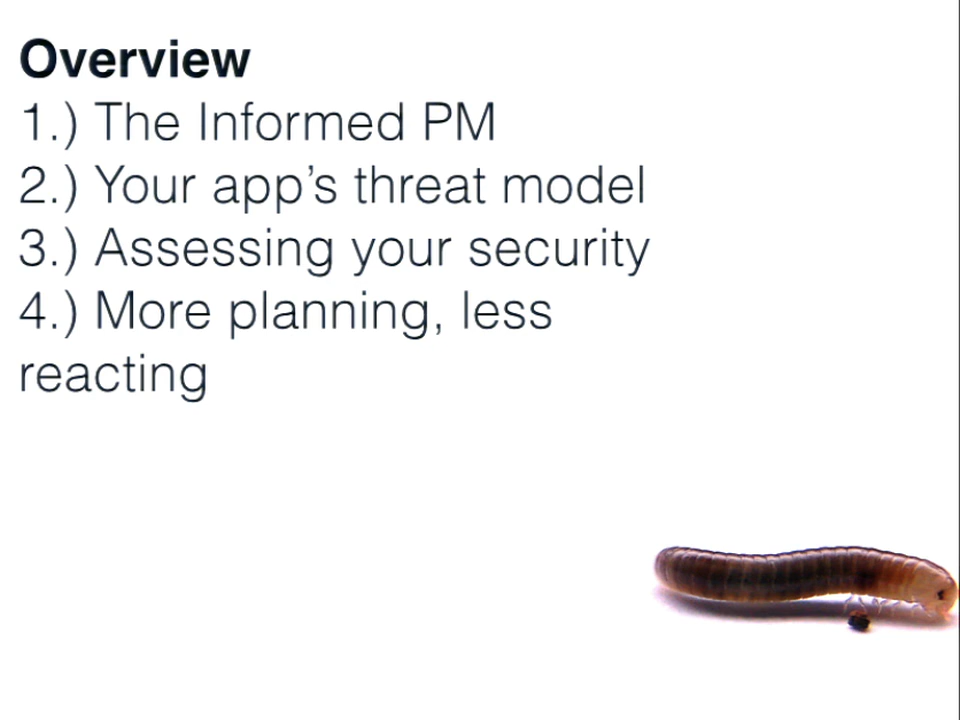 Overview
1.) The Informed PM
2.) Your app’s threat model
3.) Assessing your security
4.) More planning, less
reacting